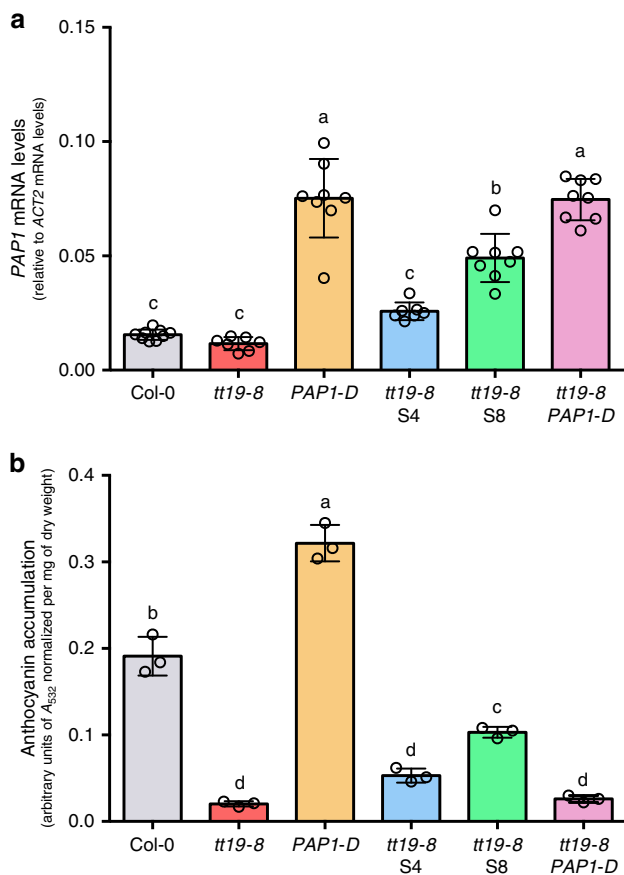 a
PAP1 mRNA levels
(relative to ACT2 mRNA levels)
0.15
0.10
0.05
0.00
c
c
a
c
b
a
Col-0
tt19-8
PAP1-D
tt19-8
S4
tt19-8
S8
tt19-8
PAP1-D
b
Anthocyanin accumulation
(arbitrary units of A532 normalized per mg of dry weight)
0.4
0.3
0.2
0.1
0.0
b
d
a
d
c
d
Col-0
tt19-8
PAP1-D
tt19-8
S4
tt19-8
S8
tt19-8
PAP1-D